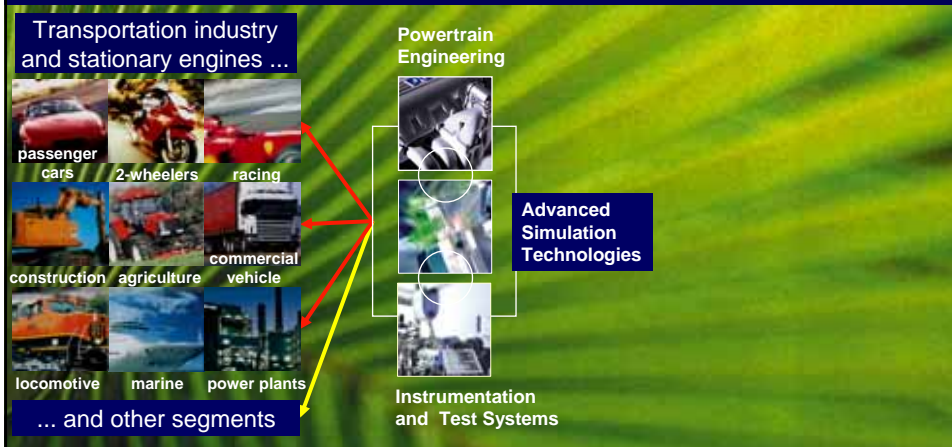 Transportation industry
and stationary engines ...
passenger
cars
2-wheelers
racing
construction
agriculture
commercial
vehicle
locomotive
marine
power plants
... and other segments
Powertrain
Engineering
Advanced
Simulation
Technologies
Instrumentation
and Test Systems